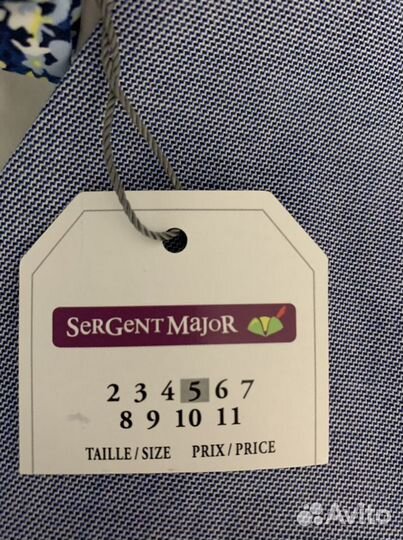 SeRGeNT MaJoR
2 3 4 5 6 7
8 9 10 11
TAILLE / SIZE PRIX / PRICE
Avito